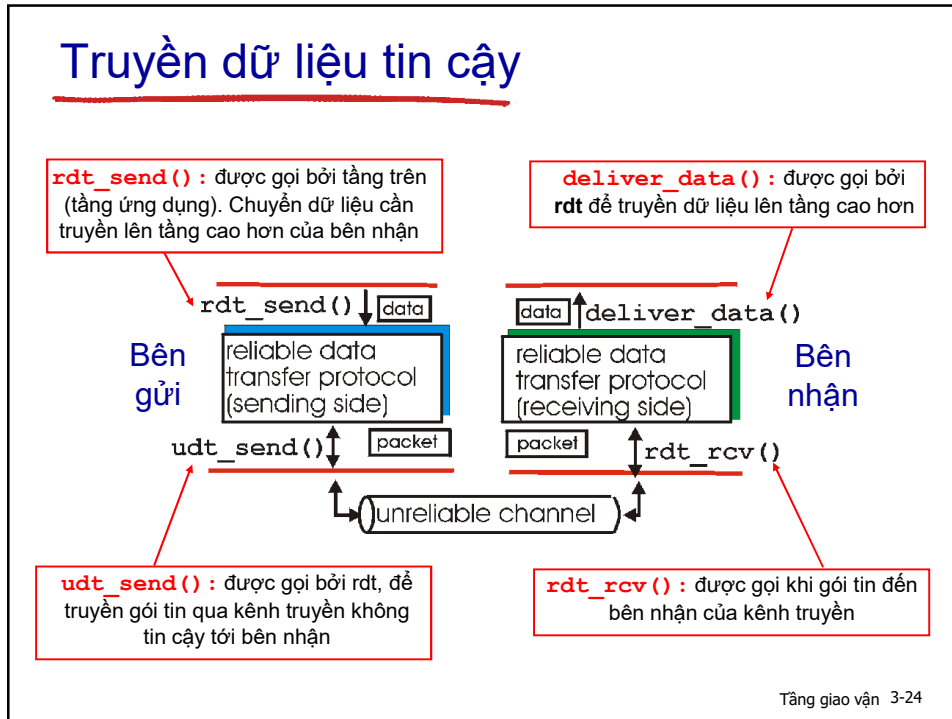 Truyền dữ liệu tin cậy
rdt_send(): được gọi bởi tầng trên
(tầng ứng dụng). Chuyển dữ liệu cần
truyền lên tầng cao hơn của bên nhận
deliver_data(): được gọi bởi
rdt để truyền dữ liệu lên tầng cao hơn
rdt_send() data
data deliver_data()
Bên
gửi
reliable data
transfer protocol
(sending side)
reliable data
transfer protocol
(receiving side)
Bên
nhận
udt_send() packet
packet rdt_rcv()
unreliable channel
udt_send(): được gọi bởi rdt, để
truyền gói tin qua kênh truyền không
tin cậy tới bên nhận
rdt_rcv(): được gọi khi gói tin đến
bên nhận của kênh truyền
Tầng giao vận 3-24